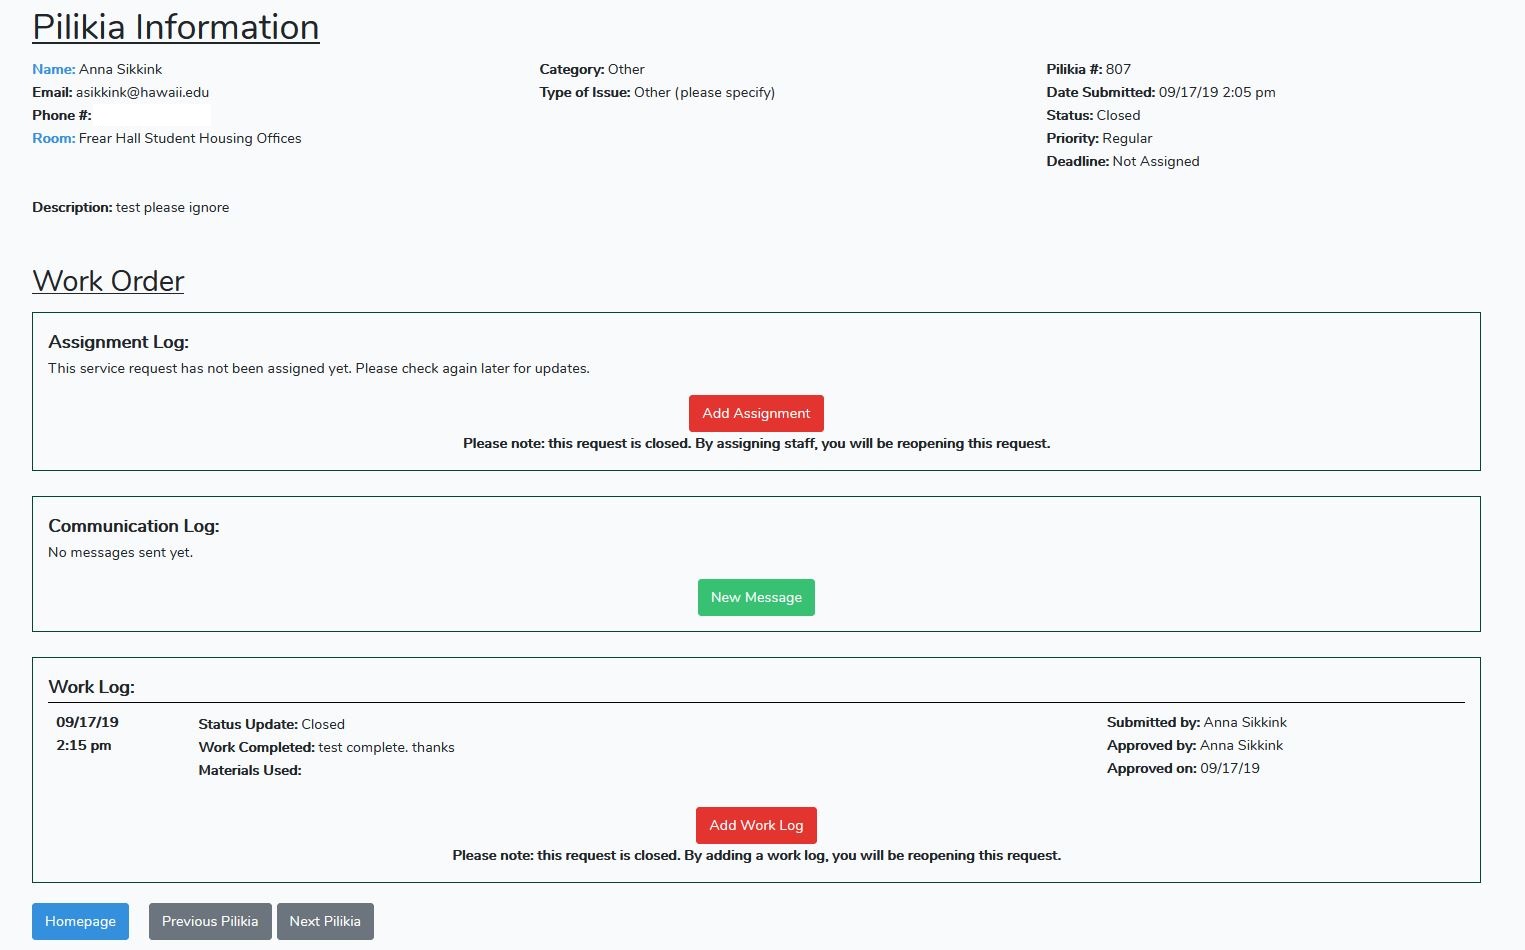 Pilikia Information
Name: Anna Sikkink
Email: asikkink@hawaii.edu
Phone #:
Room: Frear Hall Student Housing Offices
Category: Other
Type of Issue: Other (please specify)
Pilikia #: 807
Date Submitted: 09/17/19 2:05 pm
Status: Closed
Priority: Regular
Deadline: Not Assigned
Description: test please ignore
Work Order
Assignment Log:
This service request has not been assigned yet. Please check again later for updates.
Add Assignment
Please note: this request is closed. By assigning staff, you will be reopening this request.
Communication Log:
No messages sent yet.
New Message
Work Log:
09/17/19
2:15 pm
Status Update: Closed
Work Completed: test complete. thanks
Materials Used:
Submitted by: Anna Sikkink
Approved by: Anna Sikkink
Approved on: 09/17/19
Add Work Log
Please note: this request is closed. By adding a work log, you will be reopening this request.
Homepage
Previous Pilikia
Next Pilikia